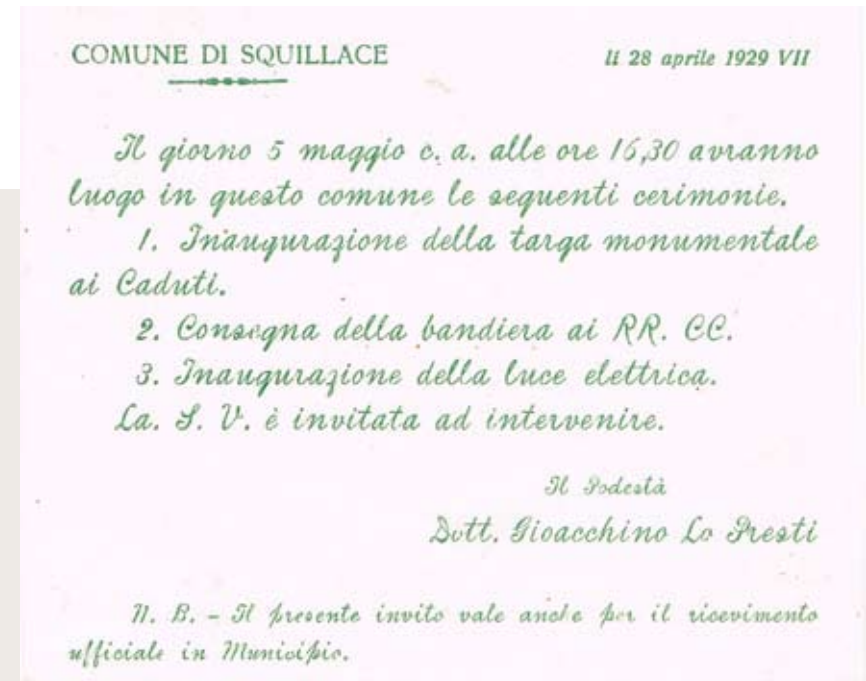 COMUNE DI SQUILLACE
li 28 aprile 1929 VII
Il giorno 5 maggio c. a. alle ore 16,30 avranno
luogo in questo comune le seguenti cerimonie.
1. Inaugurazione della targa monumentale
ai Caduti.
2. Consegna della bandiera ai RR. CC.
3. Inaugurazione della luce elettrica.
La. S. V. è invitata ad intervenire.
Il Podestà
Dott. Gioacchino Lo Presti
N. B. - Il presente invito vale anche per il ricevimento
ufficiale in Municipio.